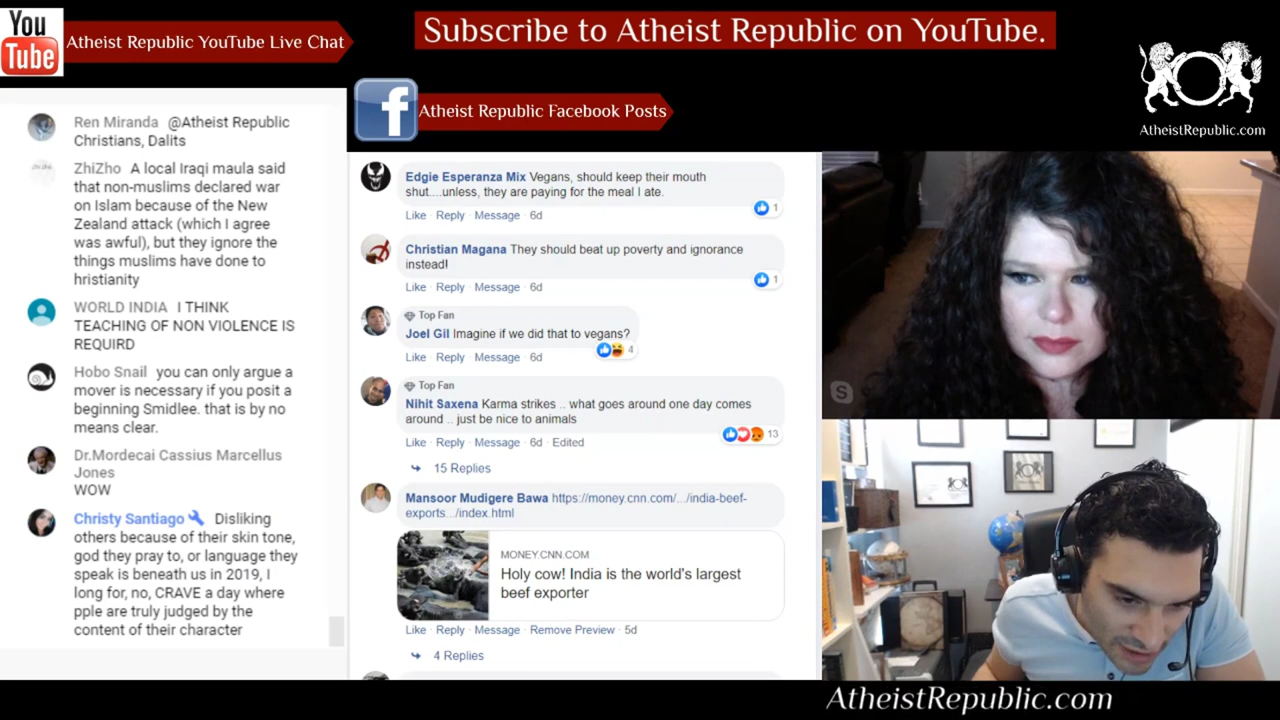 You
Tube
Atheist Republic YouTube Live Chat
Subscribe to Atheist Republic on YouTube.
AtheistRepublic.com
f
Atheist Republic Facebook Posts
Ren Miranda @Atheist Republic
Christians, Dalits
ZhiZho A local Iraqi maula said
that non-muslims declared war
on Islam because of the New
Zealand attack (which I agree
was awful), but they ignore the
things muslims have done to
hristianity
WORLD INDIA I THINK
TEACHING OF NON VIOLENCE IS
REQUIRD
Hobo Snail you can only argue a
mover is necessary if you posit a
beginning Smidlee. that is by no
means clear.
Dr.Mordecai Cassius Marcellus
Jones
WOW
Christy Santiago Disliking
others because of their skin tone,
god they pray to, or language they
speak is beneath us in 2019, I
long for, no, CRAVE a day where
pple are truly judged by the
content of their character
Edgie Esperanza Mix Vegans, should keep their mouth
shut....unless, they are paying for the meal I ate.
1
Like · Reply · Message · 6d
Christian Magana They should beat up poverty and ignorance
instead!
1
Like · Reply · Message · 6d
Top Fan
Joel Gil Imagine if we did that to vegans?
4
Like · Reply · Message · 6d
Top Fan
Nihit Saxena Karma strikes .. what goes around one day comes
around .. just be nice to animals
13
Like · Reply · Message · 6d · Edited
15 Replies
Mansoor Mudigere Bawa https://money.cnn.com/.../india-beef-
exports.../index.html
MONEY.CNN.COM
Holy cow! India is the world's largest
beef exporter
Like · Reply · Message · Remove Preview · 5d
4 Replies
S
AtheistRepublic.com